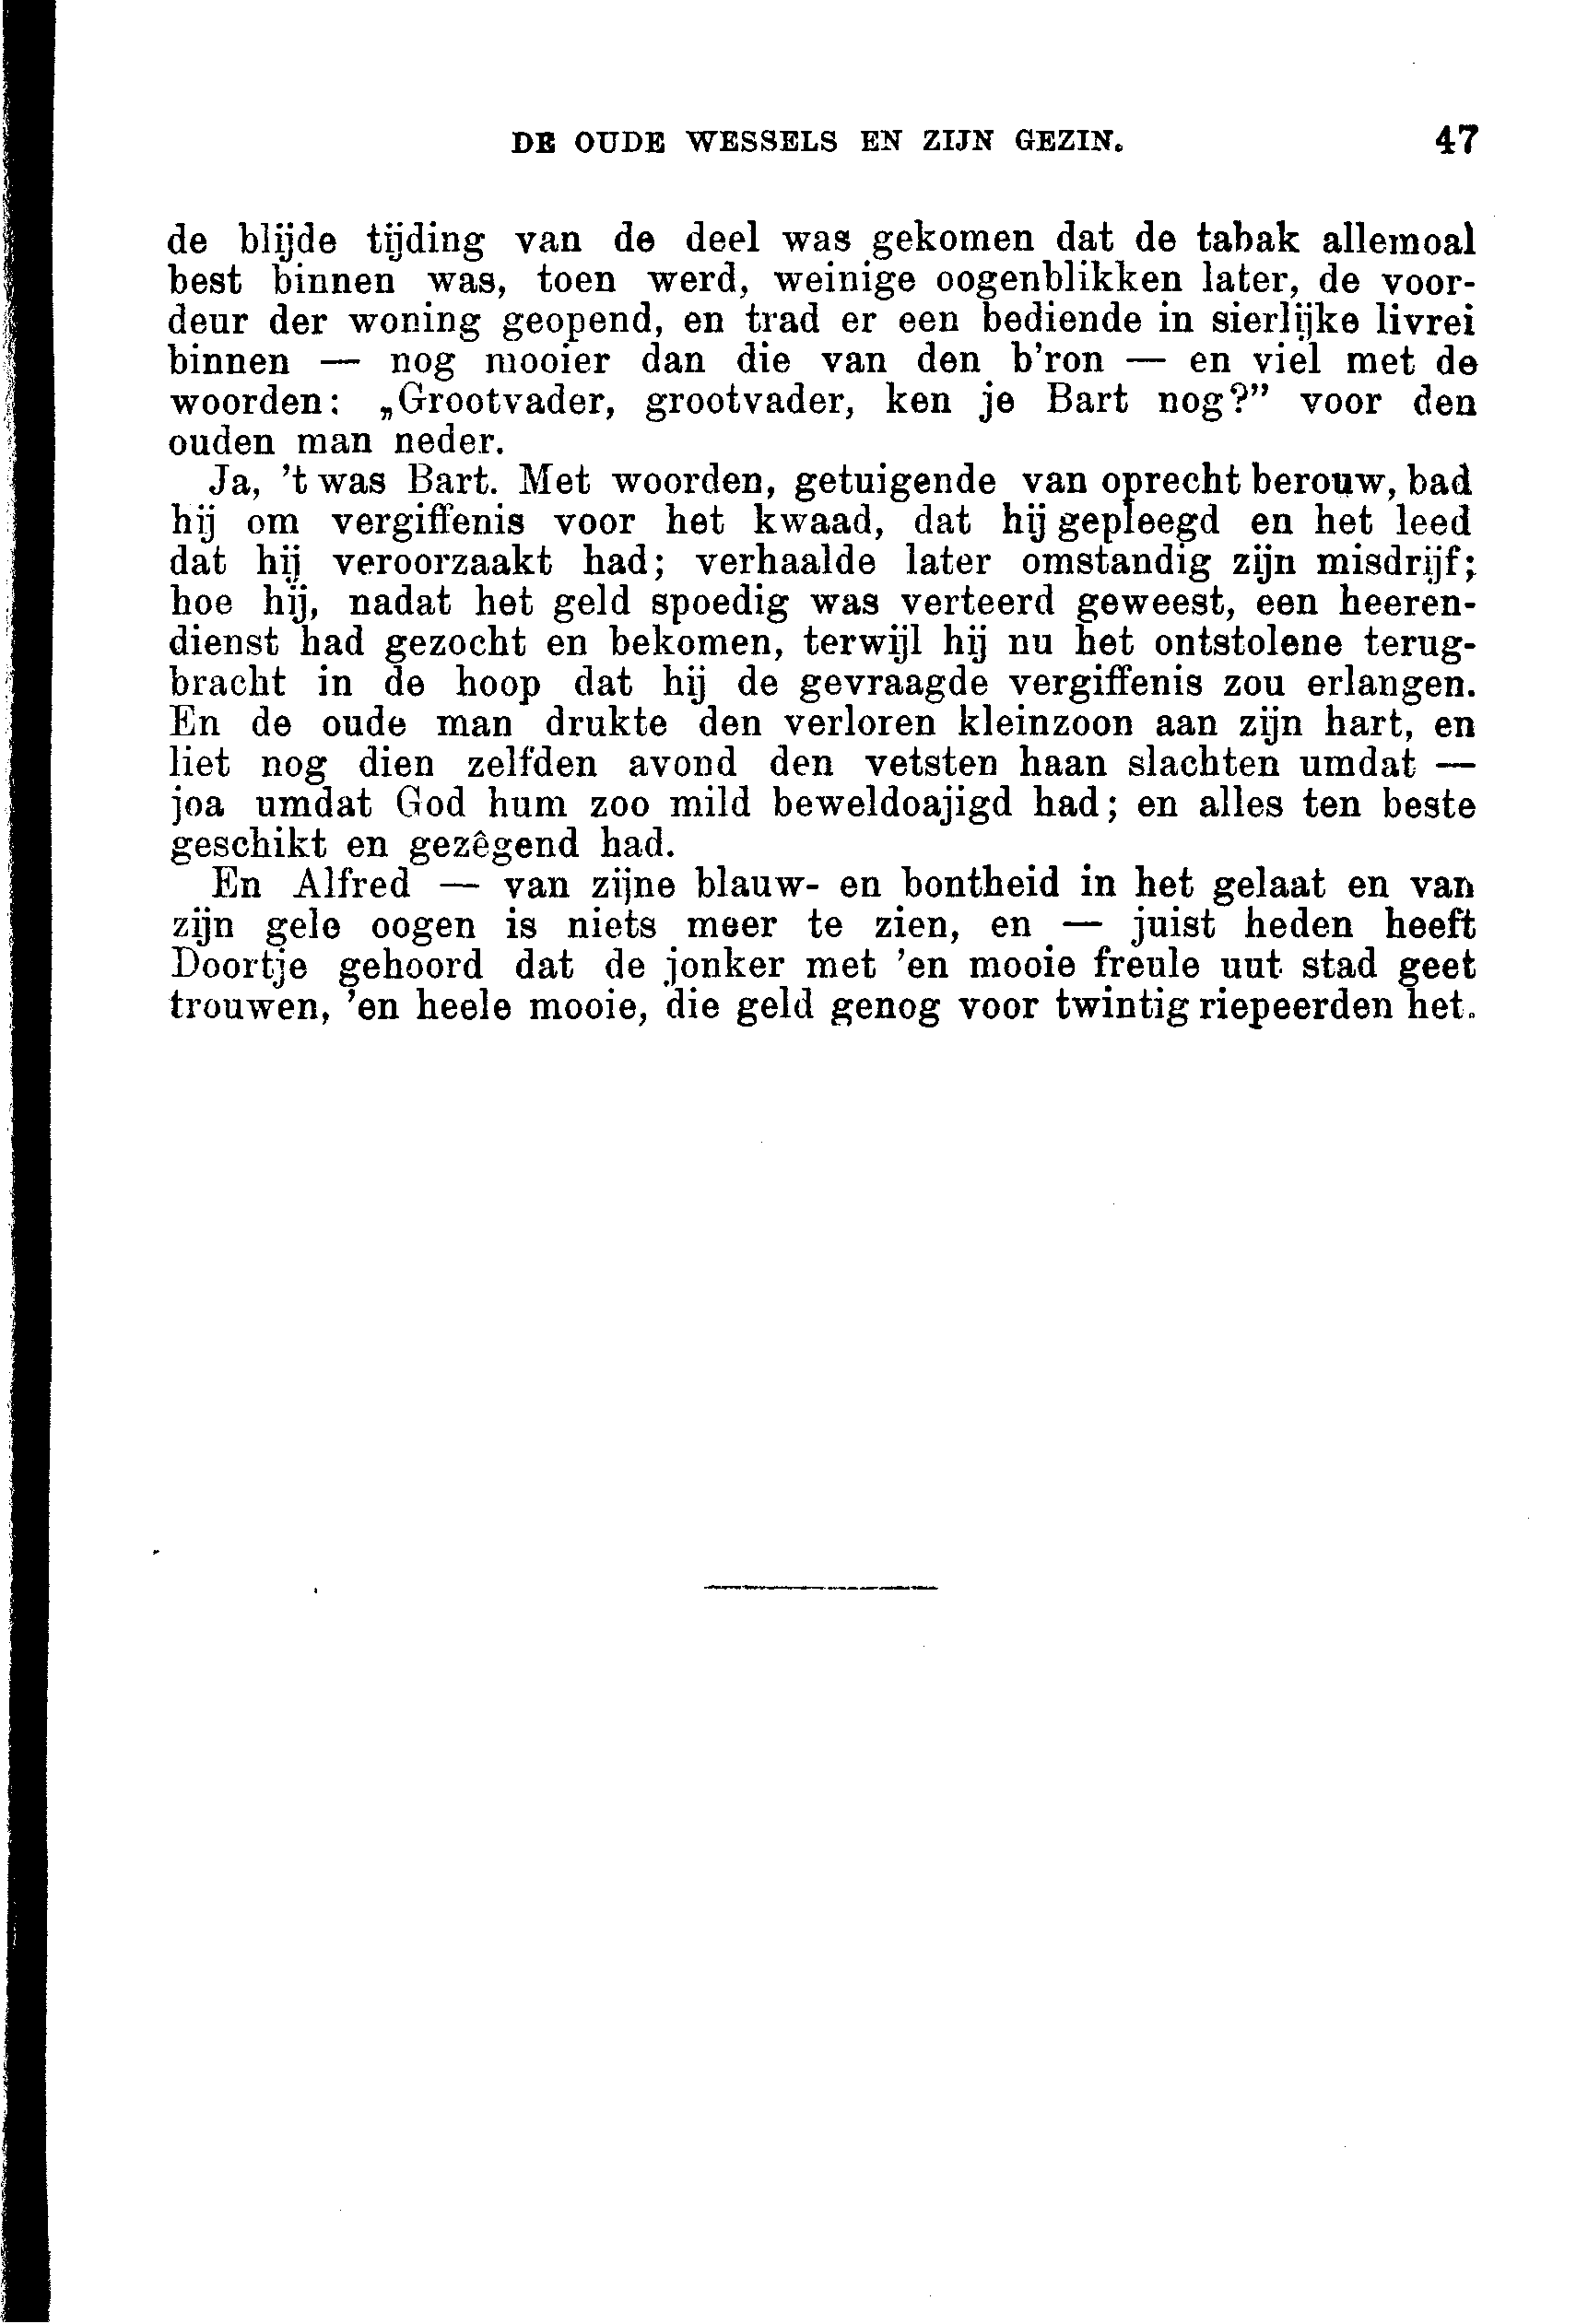 DE OUDE WESSELS EN ZIJN GEZIN. 47
de blijde tijding van de deel was gekomen dat de tabak allemoal
best binnen was, toen werd, weinige oogenblikken later, de voor-
deur der woning geopend, en trad er een bediende in sierlijke livrei
binnen — nog mooier dan die van den b'ron — en viel met de
woorden: „Grootvader, grootvader, ken je Bart nog?” voor den
ouden man neder.
Ja, 't was Bart. Met woorden, getuigende van oprecht berouw, bad
hij om vergiffenis voor het kwaad, dat hij gepleegd en het leed
dat hij veroorzaakt had; verhaalde later omstandig zijn misdrijf;
hoe hij, nadat het geld spoedig was verteerd geweest, een heeren-
dienst had gezocht en bekomen, terwijl hij nu het ontstolene terug-
bracht in de hoop dat hij de gevraagde vergiffenis zou erlangen.
En de oude man drukte den verloren kleinzoon aan zijn hart, en
liet nog dien zelfden avond den vetsten haan slachten umdat —
joa umdat God hum zoo mild beweldoajigd had; en alles ten beste
geschikt en gezêgend had.
En Alfred — van zijne blauw- en bontheid in het gelaat en van
zijn gele oogen is niets meer te zien, en — juist heden heeft
Doortje gehoord dat de jonker met 'en mooie freule uut stad geet
trouwen, 'en heele mooie, die geld genog voor twintig riepeerden het.